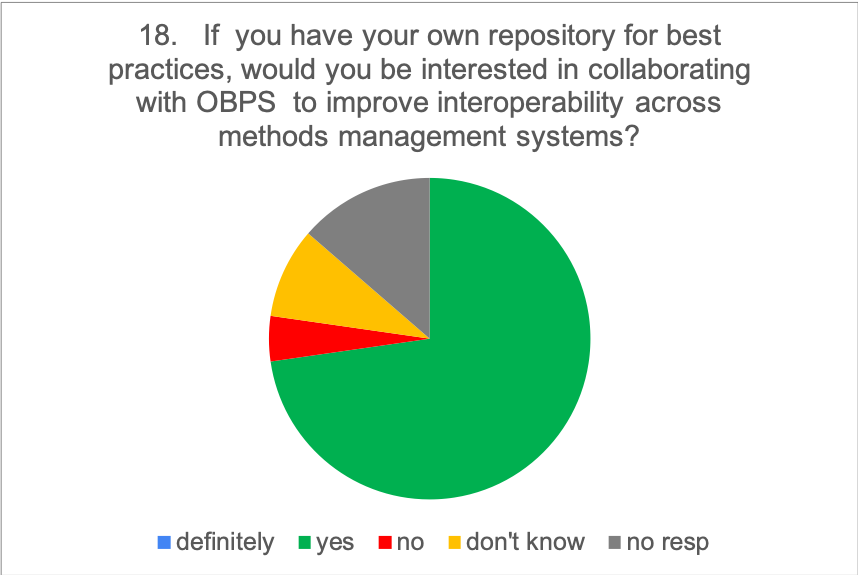 18. If you have your own repository for best
practices, would you be interested in collaborating
with OBPS to improve interoperability across
methods management systems?
definitely yes no don't know no resp